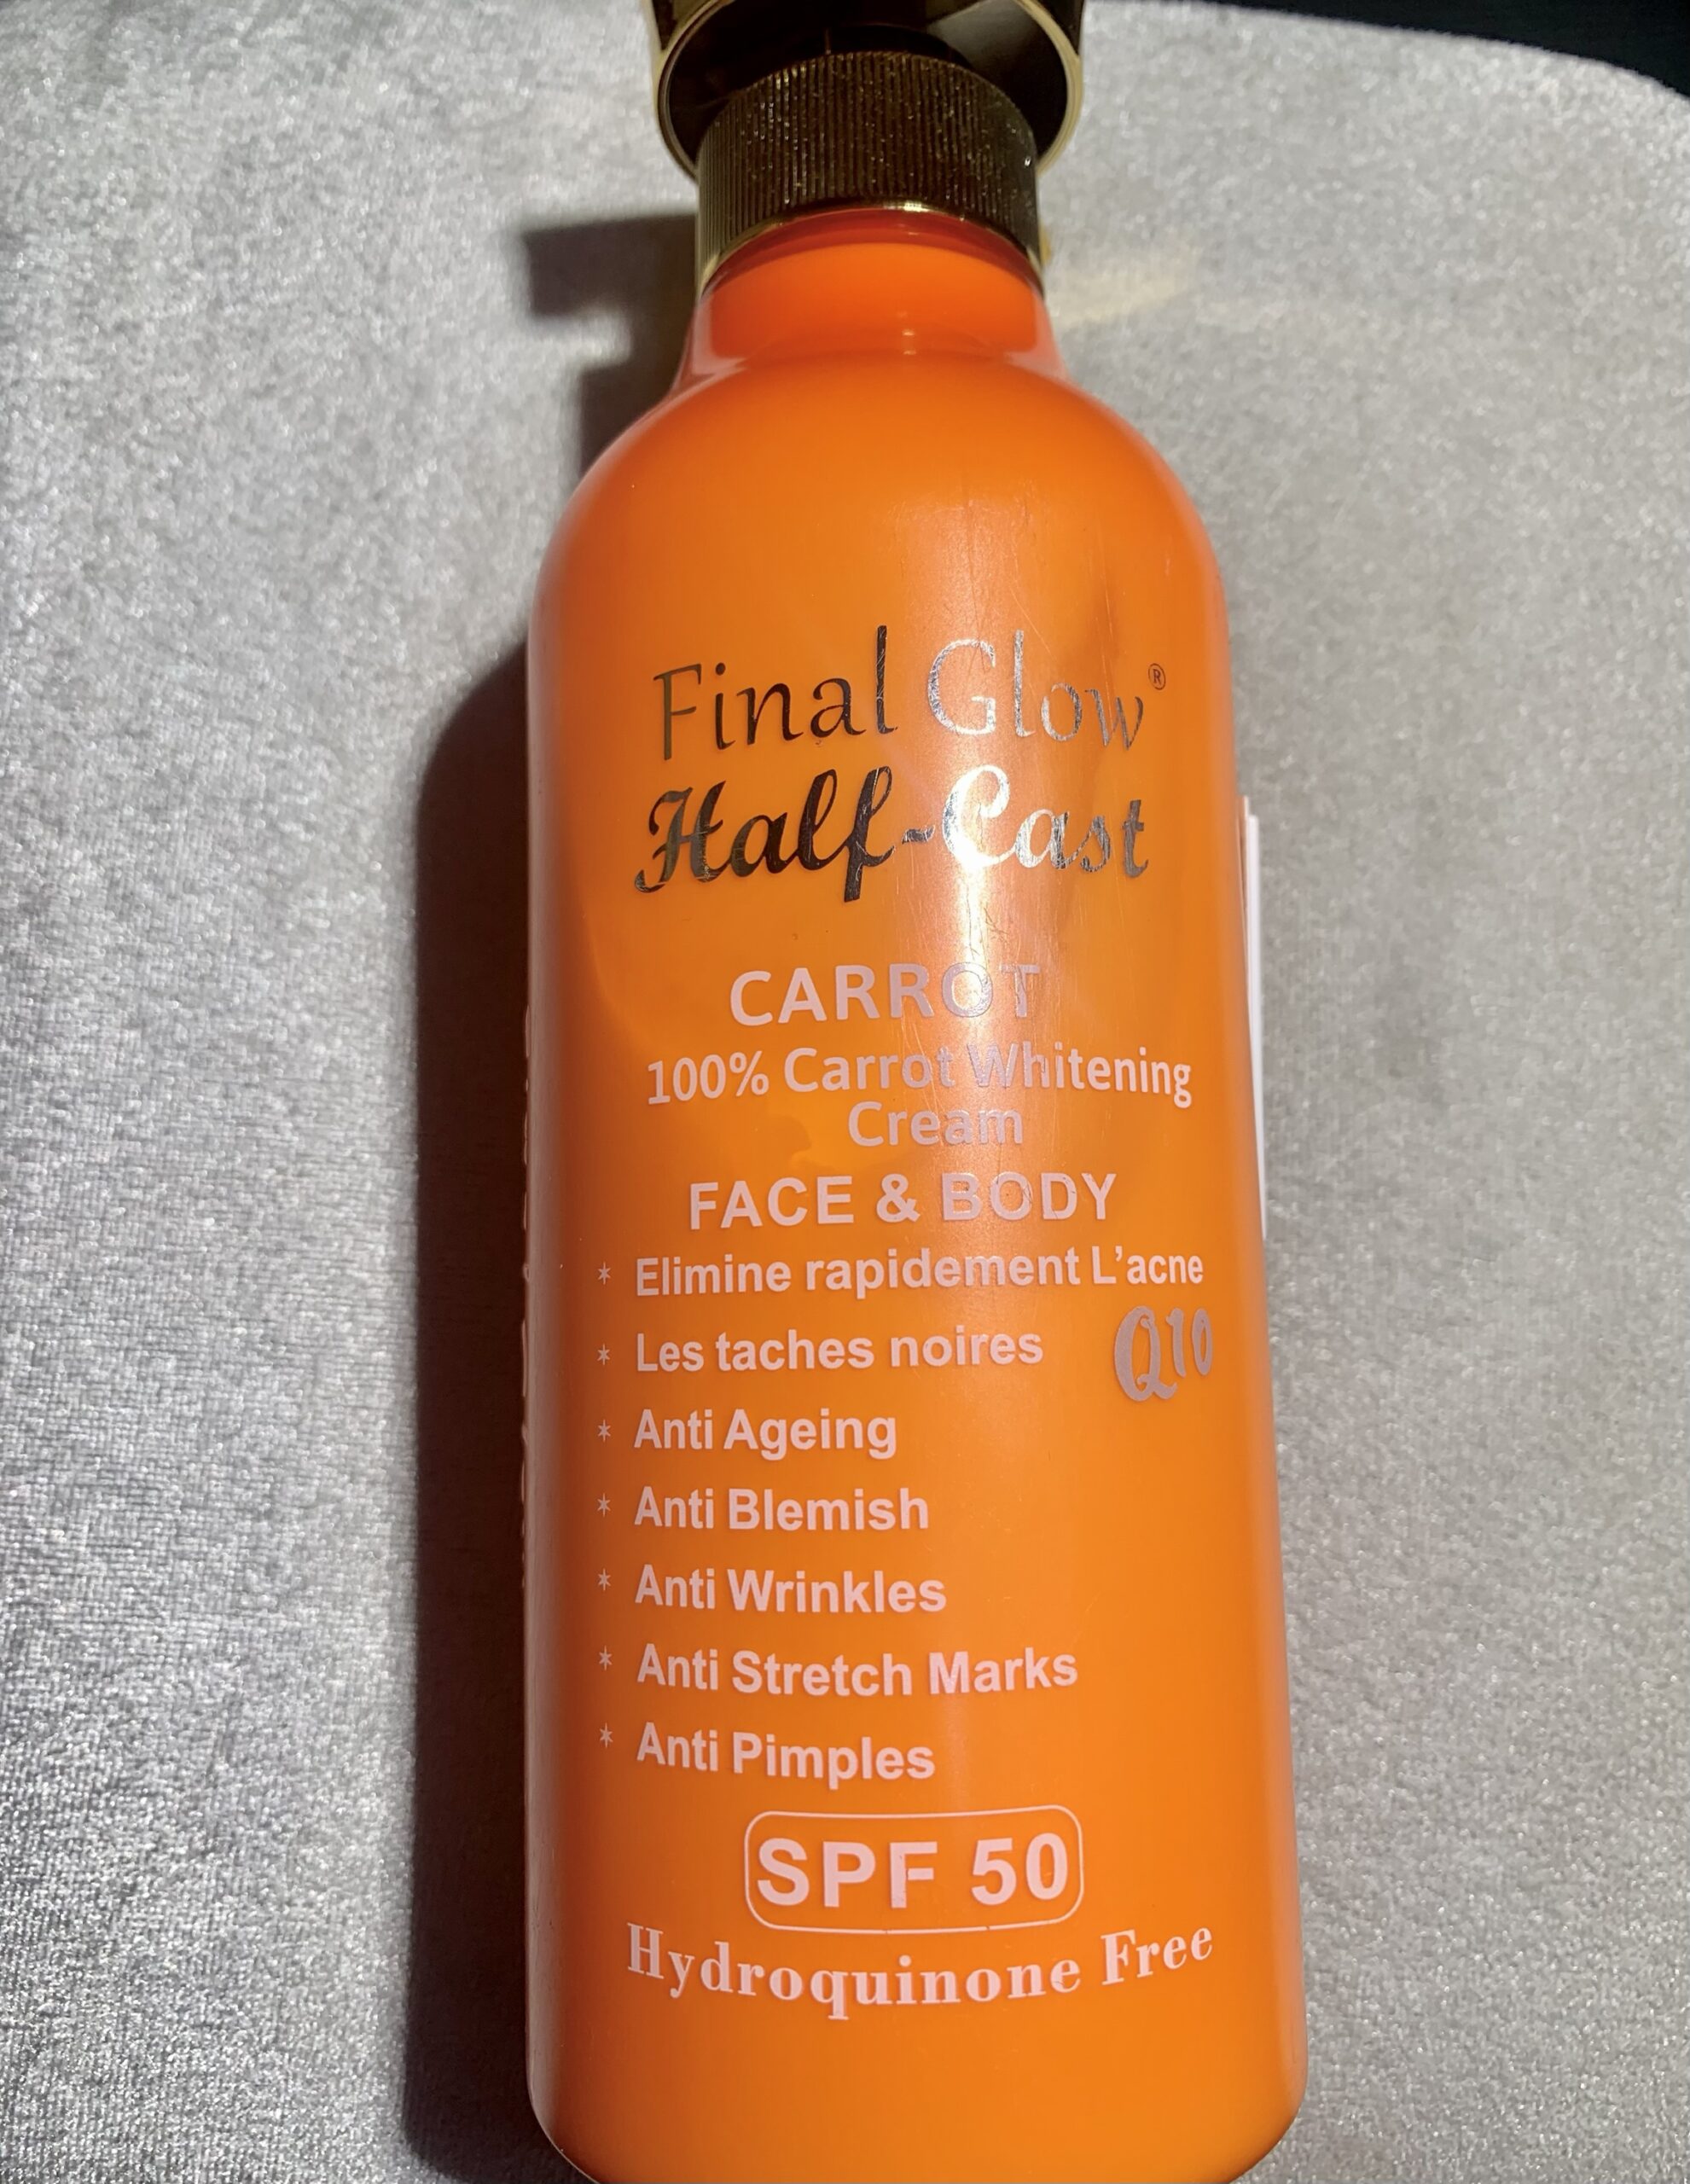 Final Glow®
Half-Cast
CARROT
100% Carrot Whitening
Cream
FACE & BODY
* Elimine rapidement L'acne
* Les taches noires
Q10
* Anti Ageing
* Anti Blemish
* Anti Wrinkles
* Anti Stretch Marks
* Anti Pimples
SPF 50
Hydroquinone Free